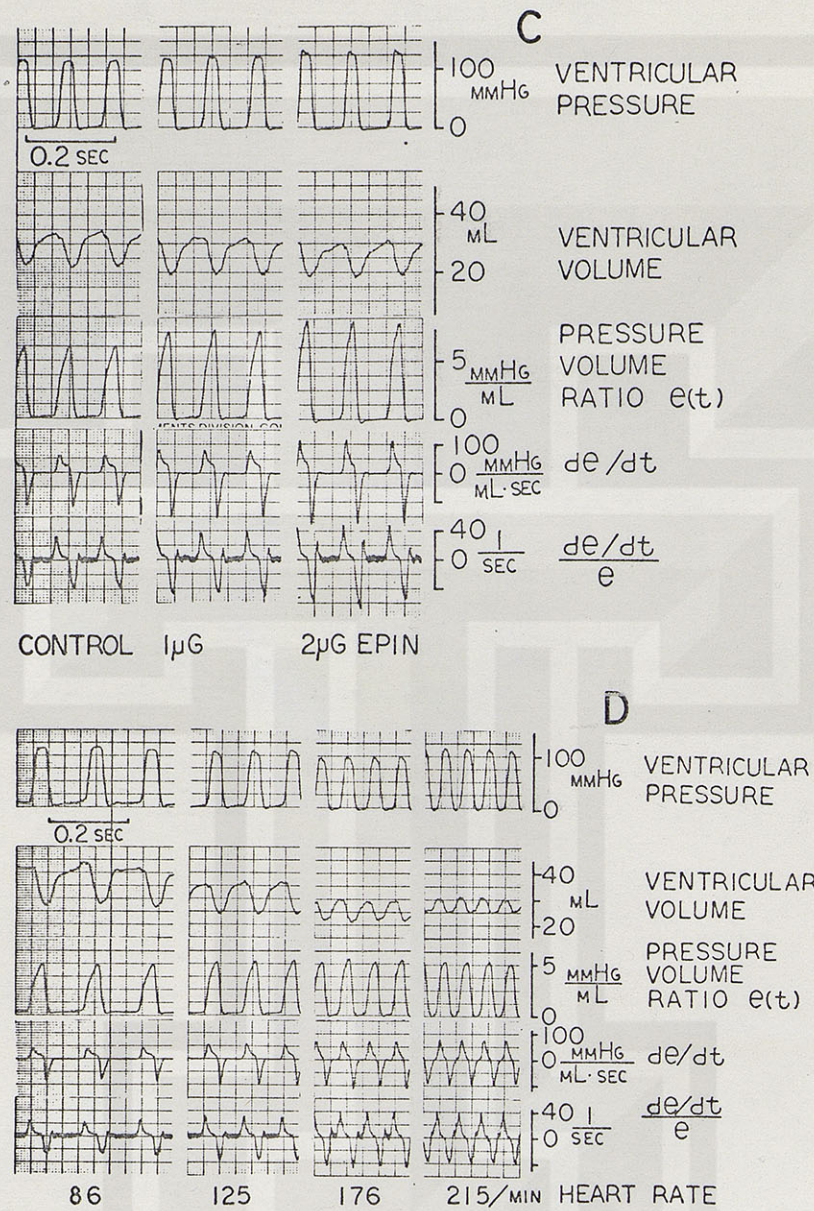 C
100
MMHG
0
VENTRICULAR
PRESSURE
0.2 SEC
40
ML
20
VENTRICULAR
VOLUME
5 MMHG
ML
0
PRESSURE
VOLUME
RATIO e(t)
100
0 MMHG
ML·SEC
de/dt
40
0 1
SEC
de/dt
e
CONTROL 1µG 2µG EPIN
D
100
MMHG
0
VENTRICULAR
PRESSURE
0.2 SEC
40
ML
20
VENTRICULAR
VOLUME
5
MMHG
ML
0
PRESSURE
VOLUME
RATIO e(t)
100
0 MMHG
ML·SEC
de/dt
40
0 1
SEC
de/dt
e
86 125 176 215/MIN HEART RATE